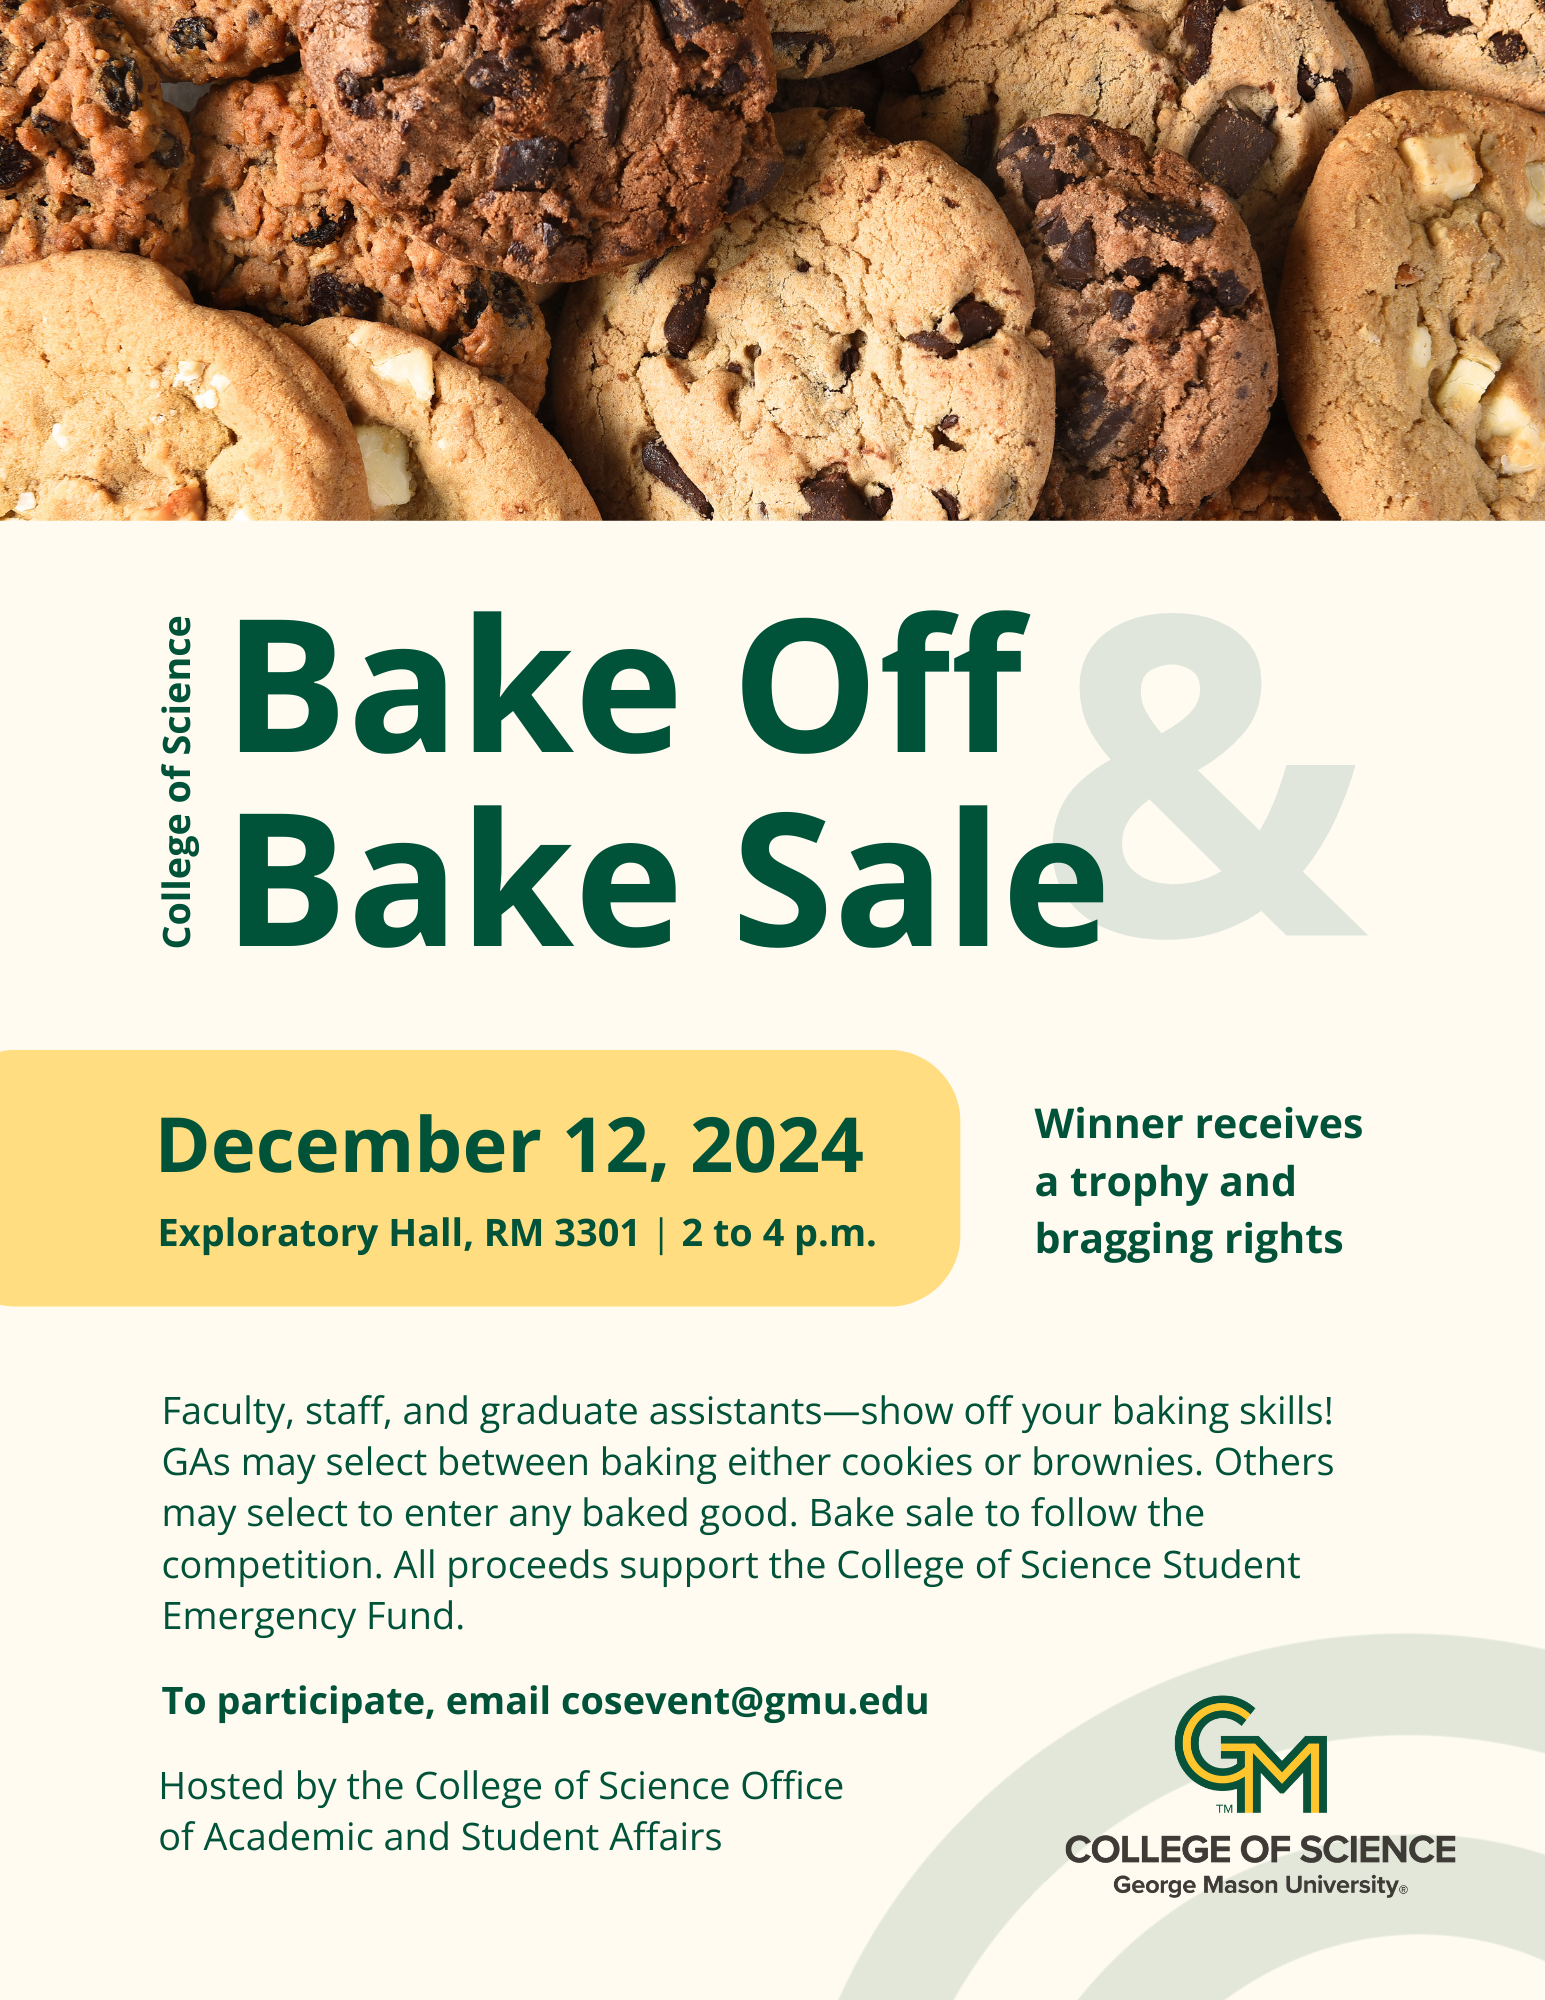 College of Science
Bake Off &
Bake Sale
December 12, 2024
Exploratory Hall, RM 3301 | 2 to 4 p.m.
Winner receives
a trophy and
bragging rights
Faculty, staff, and graduate assistants—show off your baking skills!
GAs may select between baking either cookies or brownies. Others
may select to enter any baked good. Bake sale to follow the
competition. All proceeds support the College of Science Student
Emergency Fund.
To participate, email cosevent@gmu.edu
Hosted by the College of Science Office
of Academic and Student Affairs
GM
TM
COLLEGE OF SCIENCE
George Mason University®